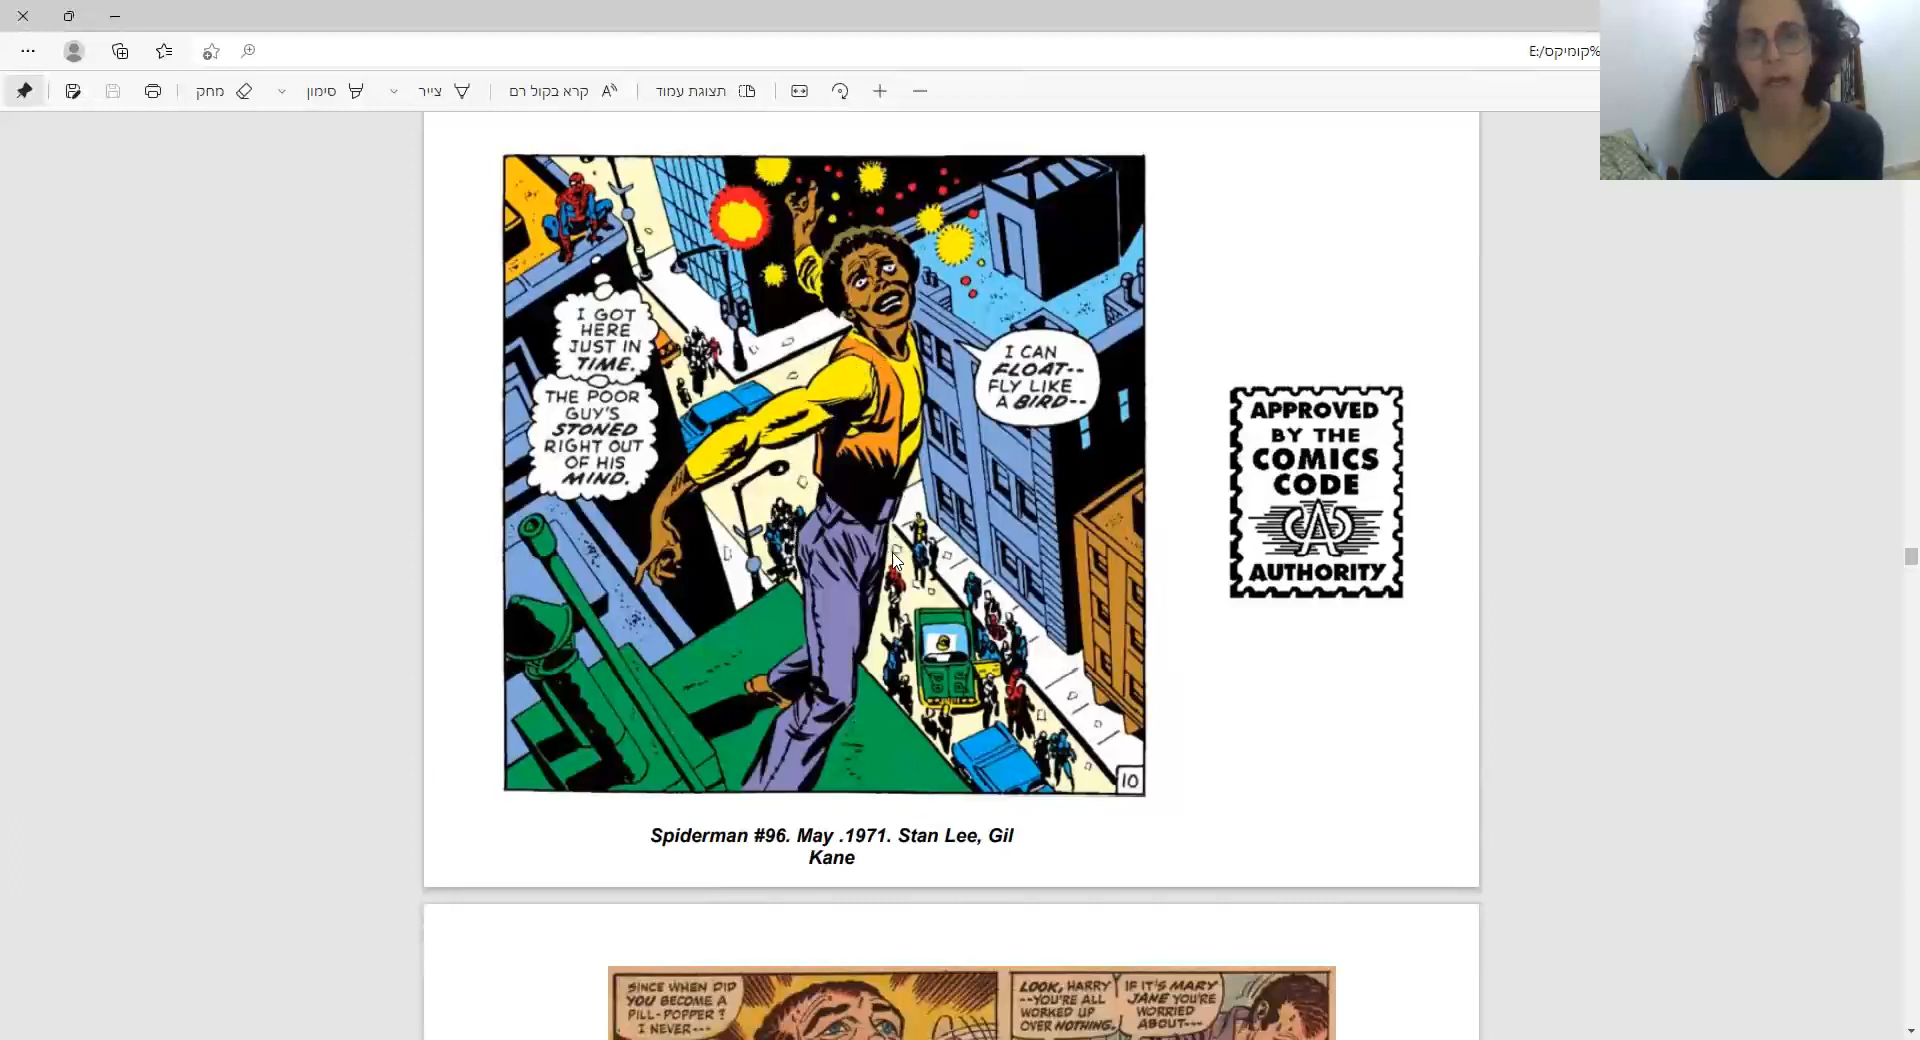 E:/קומיקס%
מחק
סימון
צייר
קרא בקול רם
תצוגת עמוד
I GOT
HERE
JUST IN
TIME.
THE POOR
GUY'S
STONED
RIGHT OUT
OF HIS
MIND.
I CAN
FLOAT--
FLY LIKE
A BIRD--
10
APPROVED
BY THE
COMICS
CODE
CA
AUTHORITY
Spiderman #96. May .1971. Stan Lee, Gil
Kane
SINCE WHEN DID
YOU BECOME A
PILL-POPPER?
I NEVER---
LOOK, HARRY
--YOU'RE ALL
WORKED UP
OVER NOTHING.
IF IT'S MARY
JANE YOU'RE
WORRIED
ABOUT---